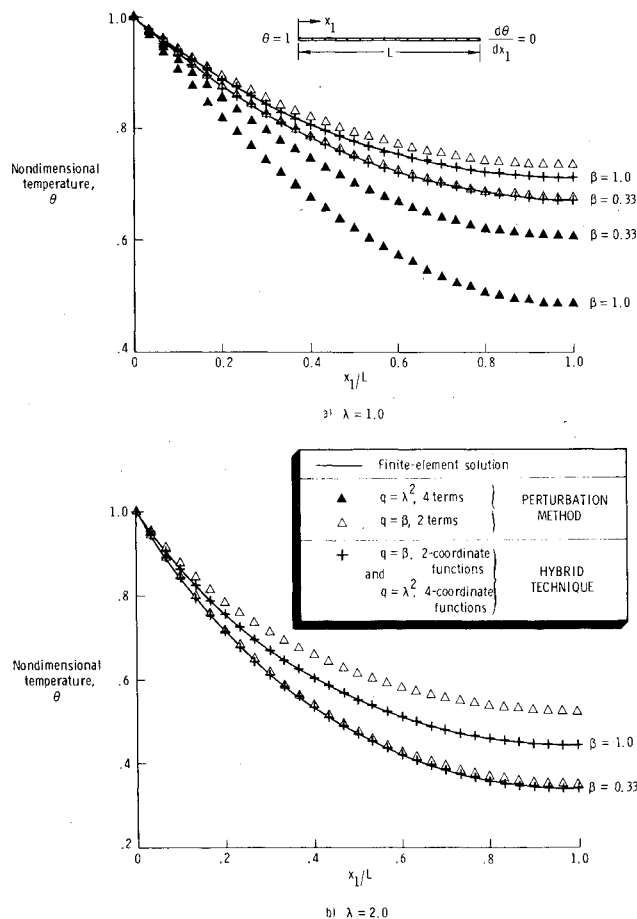 x₁
θ = 1
L
dθ/dx₁ = 0
1.0
.8
.6
.4
Nondimensional
temperature,
θ
β = 1.0
β = 0.33
β = 0.33
β = 1.0
0 0.2 0.4 0.6 0.8 1.0
x₁/L
a) λ = 1.0
Finite-element solution
q = λ², 4 terms
q = β, 2 terms
PERTURBATION
METHOD
q = β, 2-coordinate
functions
and
q = λ², 4-coordinate
functions
HYBRID
TECHNIQUE
1.0
.8
.6
.4
.2
Nondimensional
temperature,
θ
β = 1.0
β = 0.33
0 .2 .4 .6 0.8 1.0
x₁/L
b) λ = 2.0